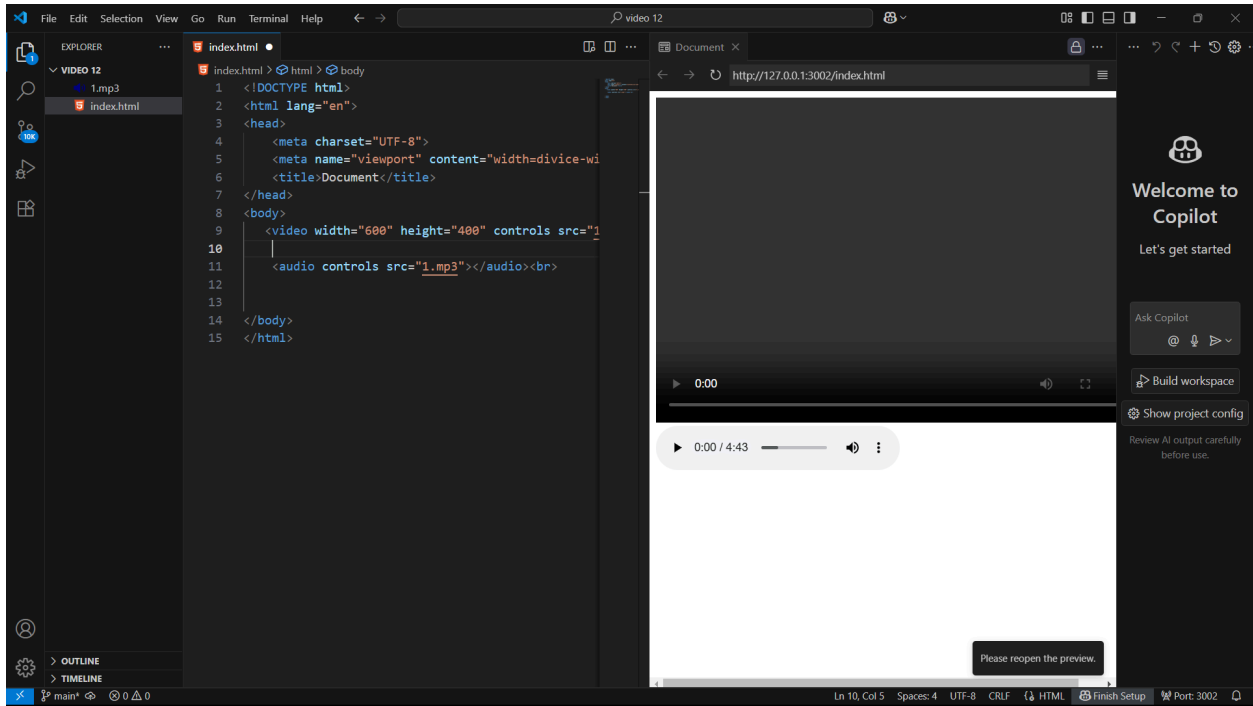 File Edit Selection View Go Run Terminal Help
video 12
EXPLORER
VIDEO 12
1.mp3
index.html
10K
1
OUTLINE
TIMELINE
index.html
index.html > html > body
1 <!DOCTYPE html>
2 <html lang="en">
3 <head>
4 <meta charset="UTF-8">
5 <meta name="viewport" content="width=divice-wi
6 <title>Document</title>
7 </head>
8 <body>
9 <video width="600" height="400" controls src="1
10
11 <audio controls src="1.mp3"></audio><br>
12
13
14 </body>
15 </html>
Document
http://127.0.0.1:3002/index.html
0:00
0:00 / 4:43
Please reopen the preview.
Welcome to
Copilot
Let's get started
Ask Copilot
Build workspace
Show project config
Review AI output carefully
before use.
main* 0 0 Ln 10, Col 5 Spaces: 4 UTF-8 CRLF HTML Finish Setup Port: 3002